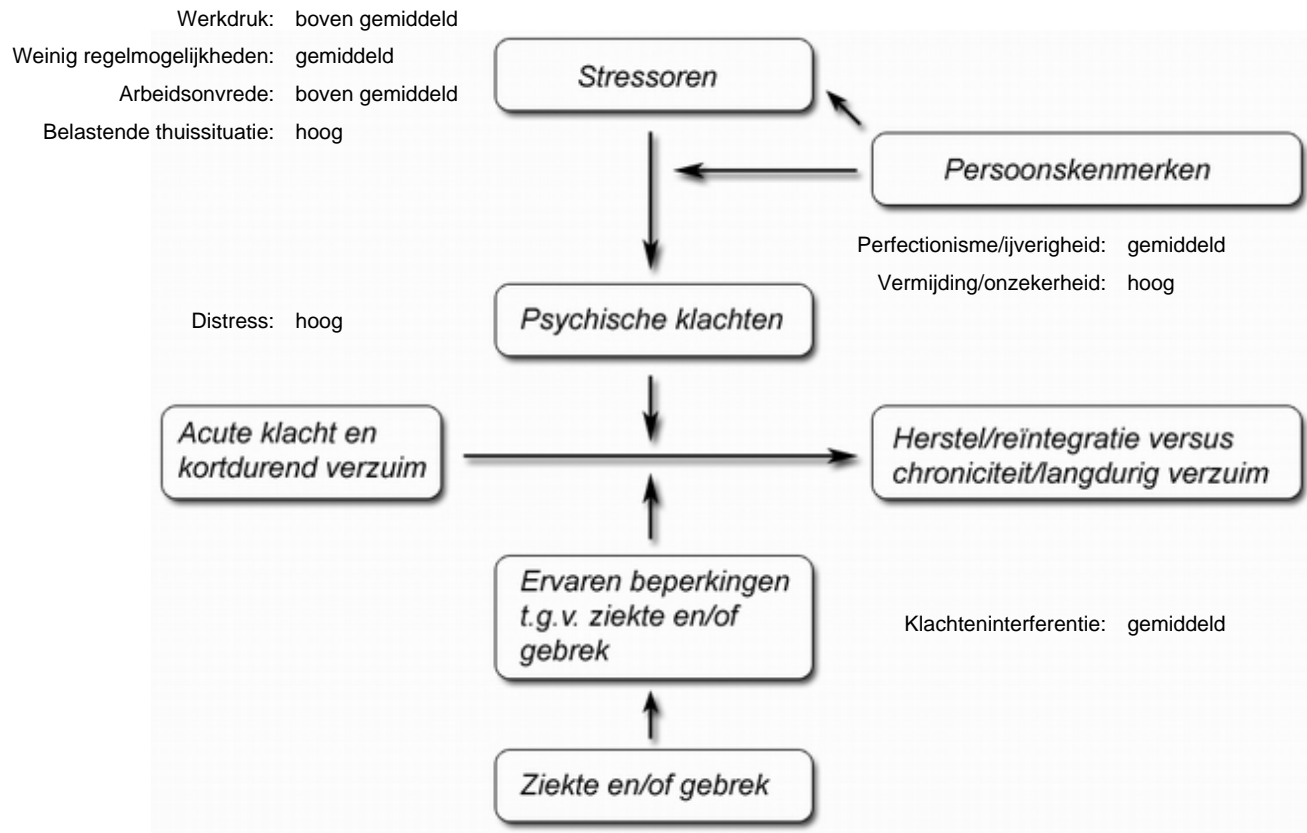 Werkdruk: boven gemiddeld
Weinig regelmogelijkheden: gemiddeld
Arbeidsonvrede: boven gemiddeld
Belastende thuissituatie: hoog
Stressoren
Persoonskenmerken
Perfectionisme/ijverigheid: gemiddeld
Vermijding/onzekerheid: hoog
Distress: hoog
Psychische klachten
Acute klacht en
kortdurend verzuim
Herstel/reïntegratie versus
chroniciteit/langdurig verzuim
Ervaren beperkingen
t.g.v. ziekte en/of
gebrek
Klachteninterferentie: gemiddeld
Ziekte en/of gebrek